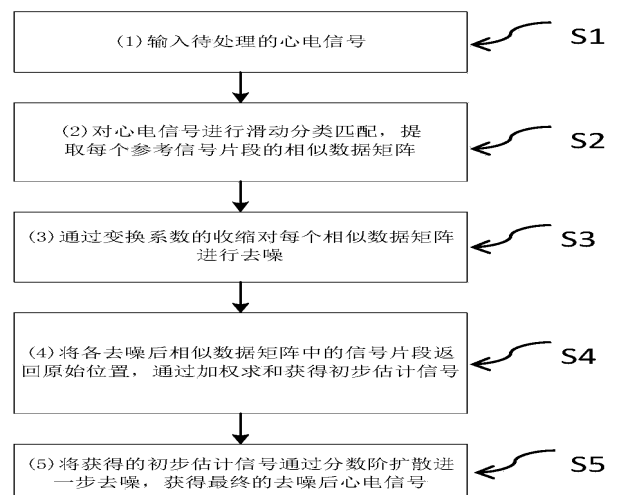 (1)输入待处理的心电信号
S1
(2)对心电信号进行滑动分类匹配，提
取每个参考信号片段的相似数据矩阵
S2
(3)通过变换系数的收缩对每个相似数据矩阵
进行去噪
S3
(4)将各去噪后相似数据矩阵中的信号片段返
回原始位置，通过加权求和获得初步估计信号
S4
(5)将获得的初步估计信号通过分数阶扩散进
一步去噪，获得最终的去噪后心电信号
S5